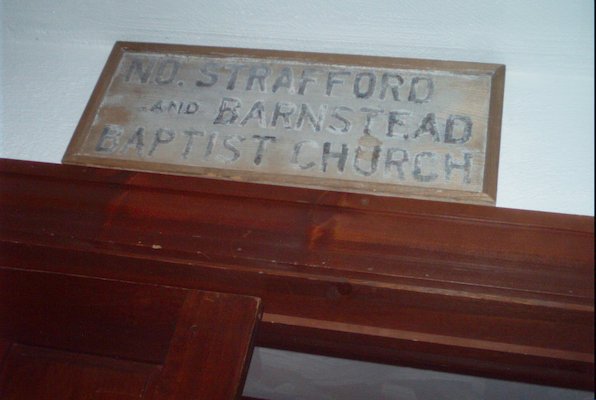 NO. STRAFFORD
AND BARNSTEAD
BAPTIST CHURCH